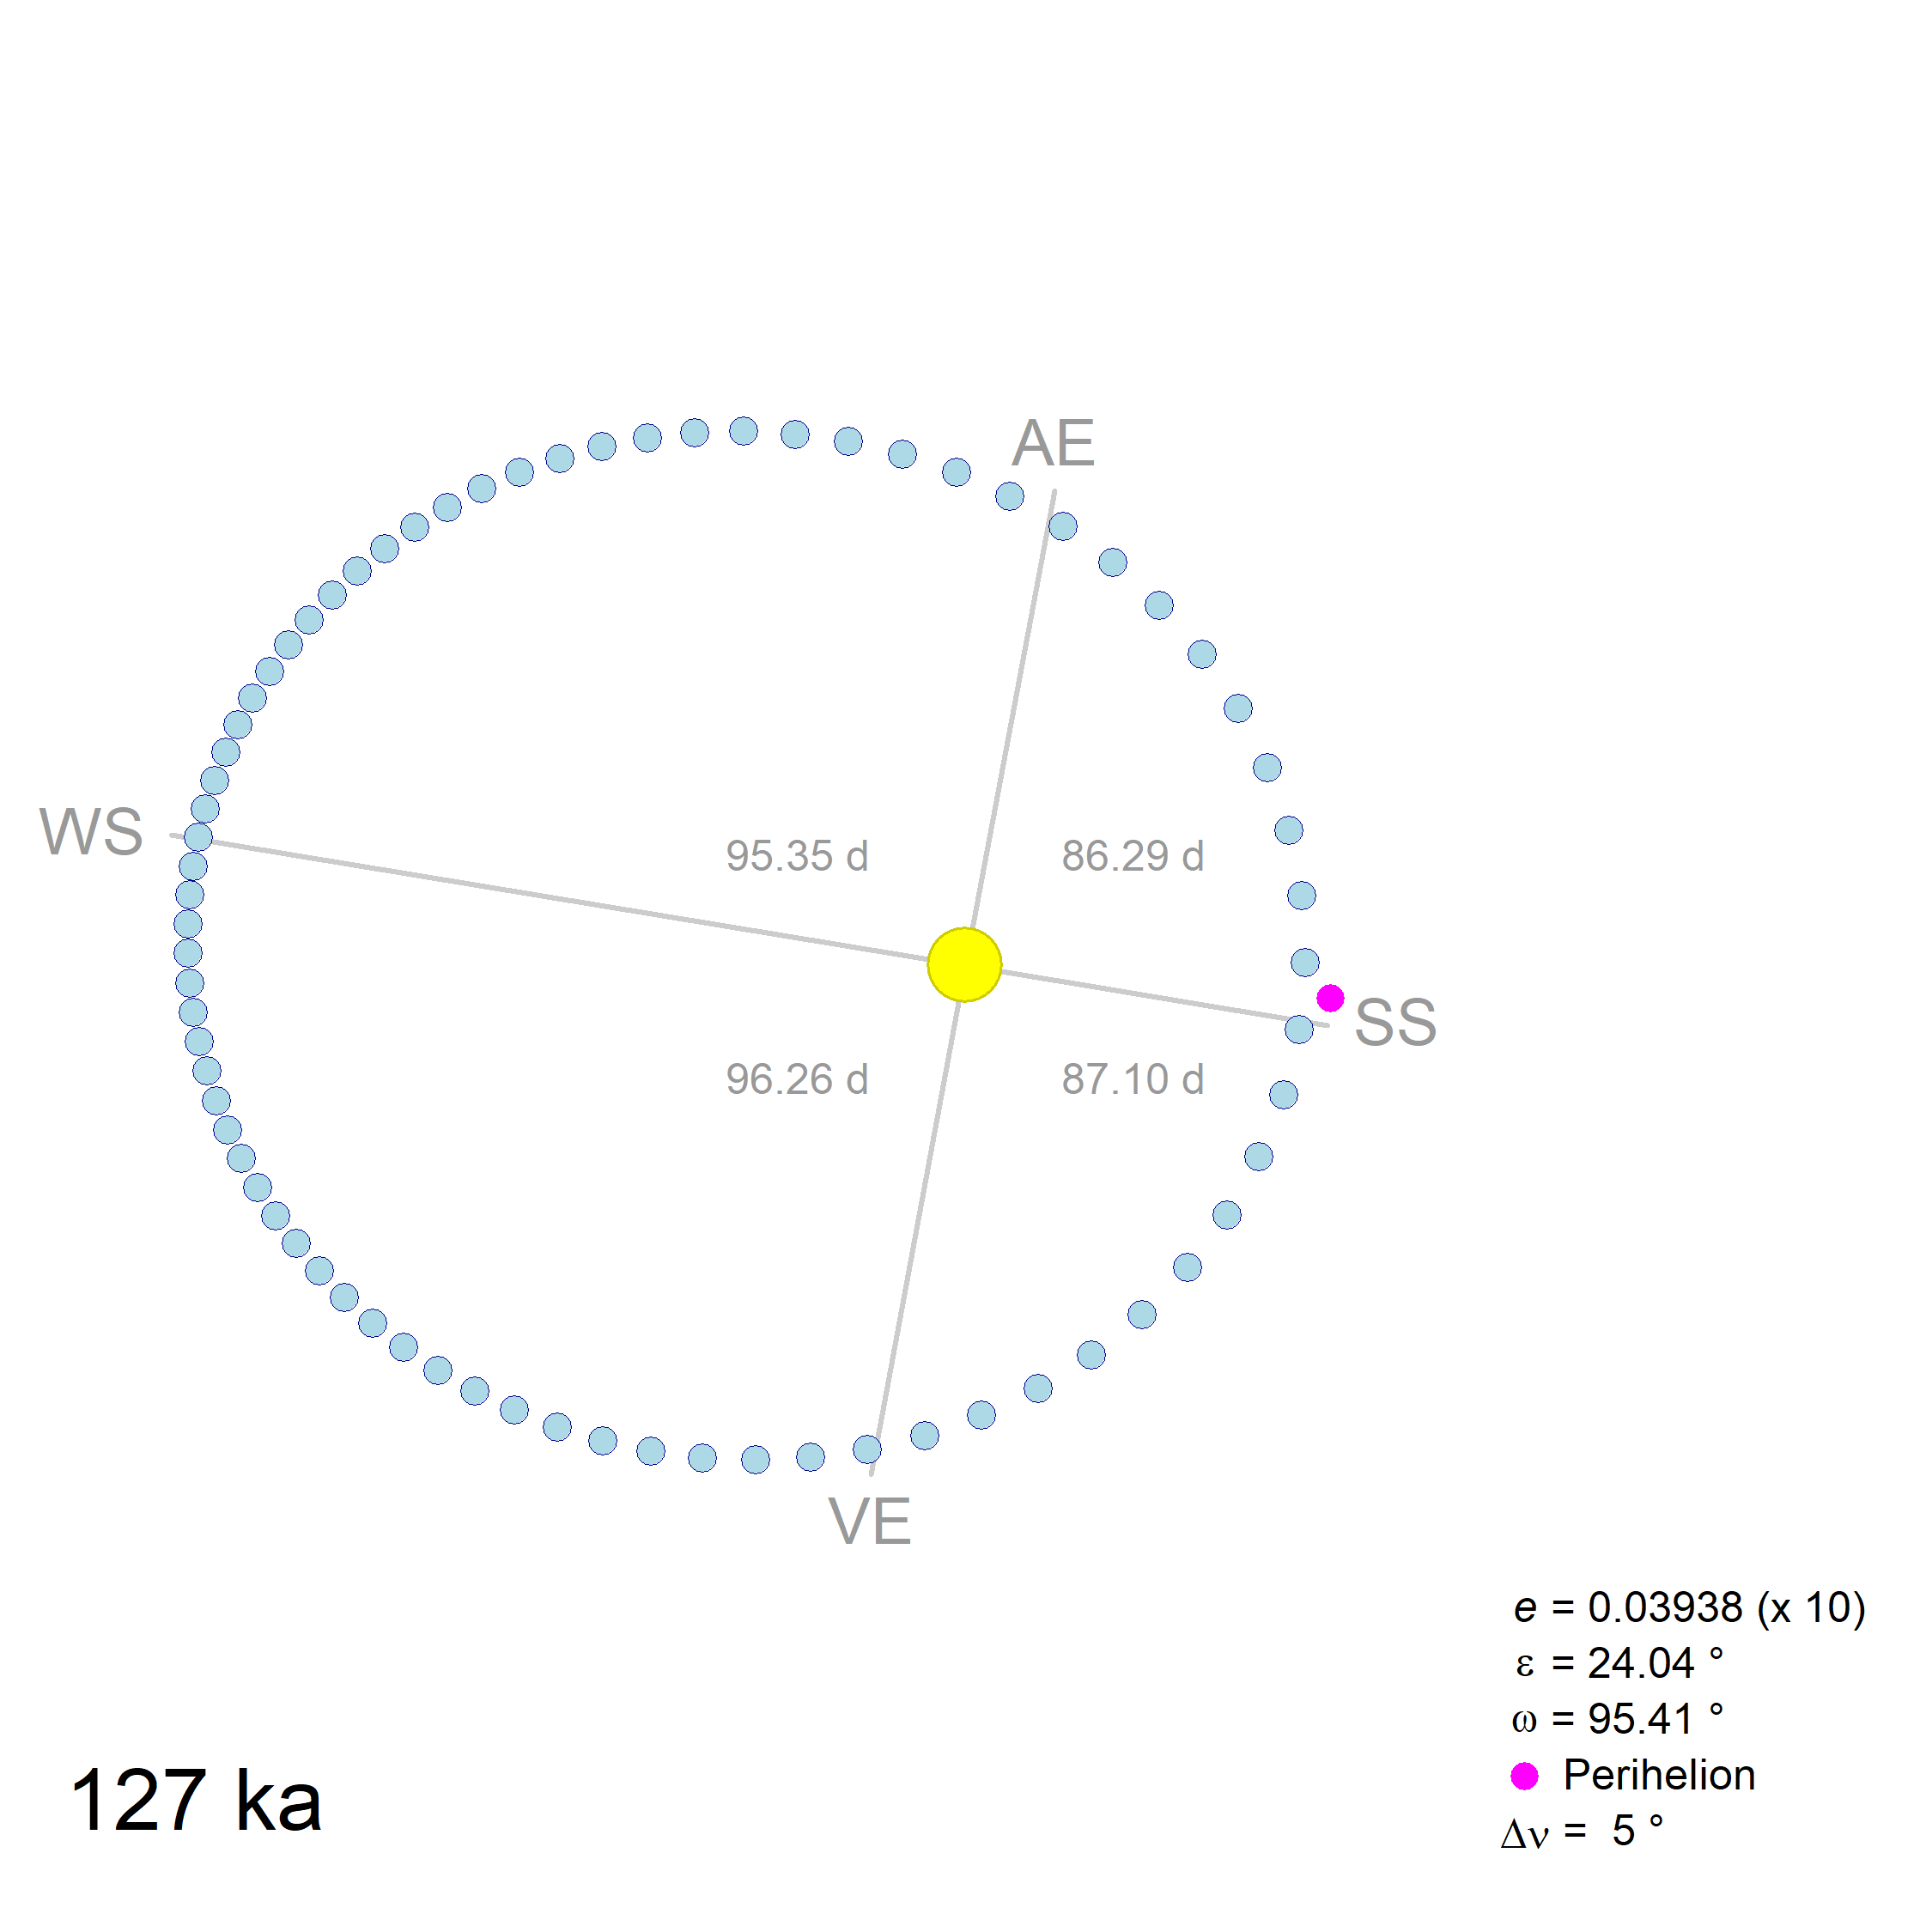 AE
WS
95.35 d
86.29 d
SS
96.26 d
87.10 d
VE
e = 0.03938 (x 10)
ε = 24.04 °
ω = 95.41 °
Perihelion
Δν = 5 °
127 ka